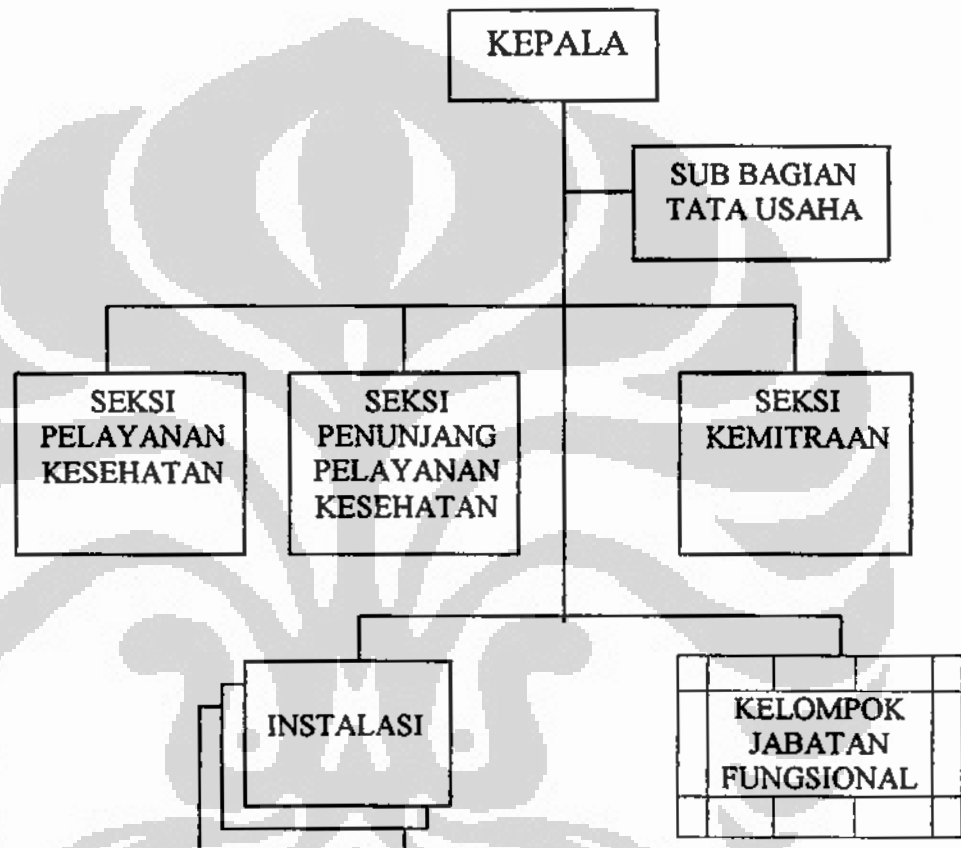 KEPALA
SUB BAGIAN
TATA USAHA
SEKSI
PELAYANAN
KESEHATAN
SEKSI
PENUNJANG
PELAYANAN
KESEHATAN
SEKSI
KEMITRAAN
INSTALASI
KELOMPOK
JABATAN
FUNGSIONAL